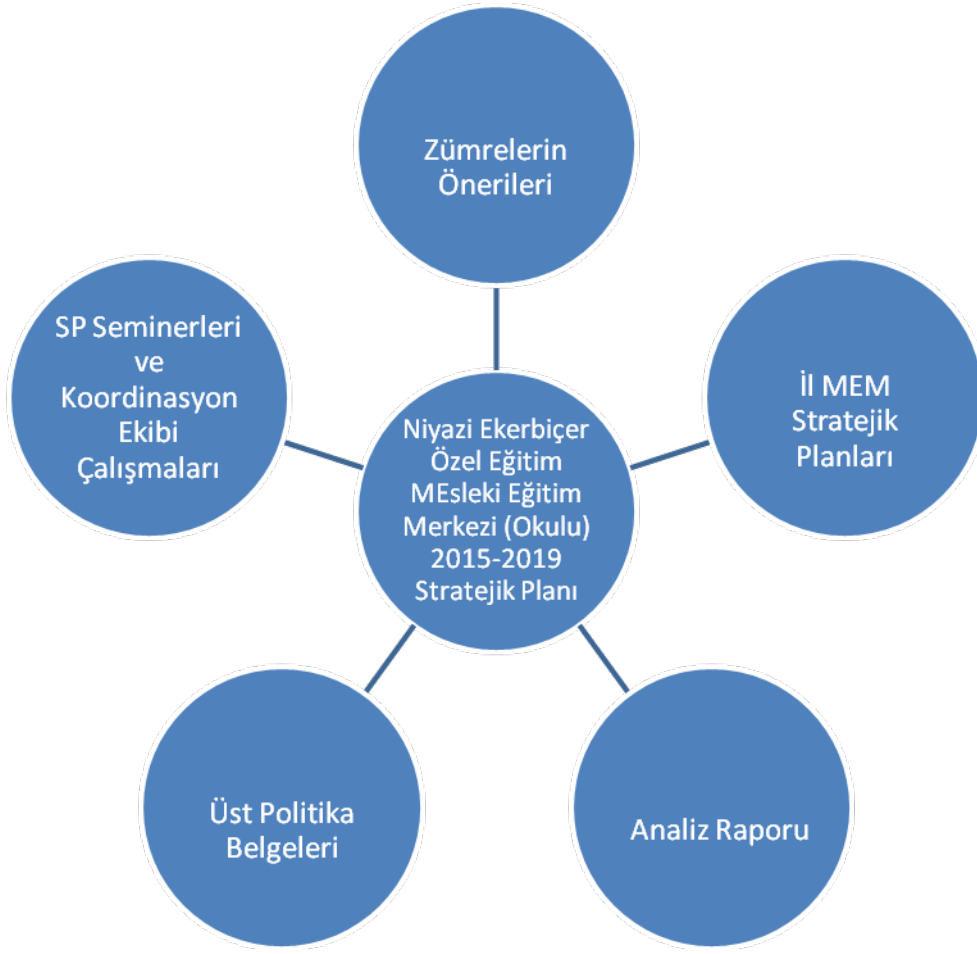 Zümrelerin
Önerileri
SP Seminerleri
ve
Koordinasyon
Ekibi
Çalışmaları
İl MEM
Stratejik
Planları
Niyazi Ekerbiçer
Özel Eğitim
MEsleki Eğitim
Merkezi (Okulu)
2015-2019
Stratejik Planı
Üst Politika
Belgeleri
Analiz Raporu